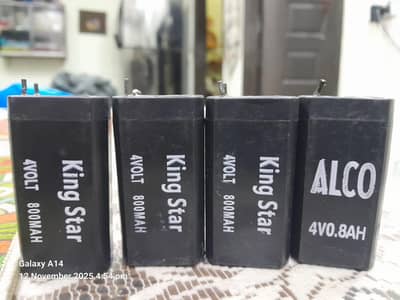 King Star
4VOLT 800MAH
King Star
4VOLT 800MAH
King Star
4VOLT 800MAH
ALCO
4V0.8AH
Galaxy A14
12 November 2025 4:54 pm